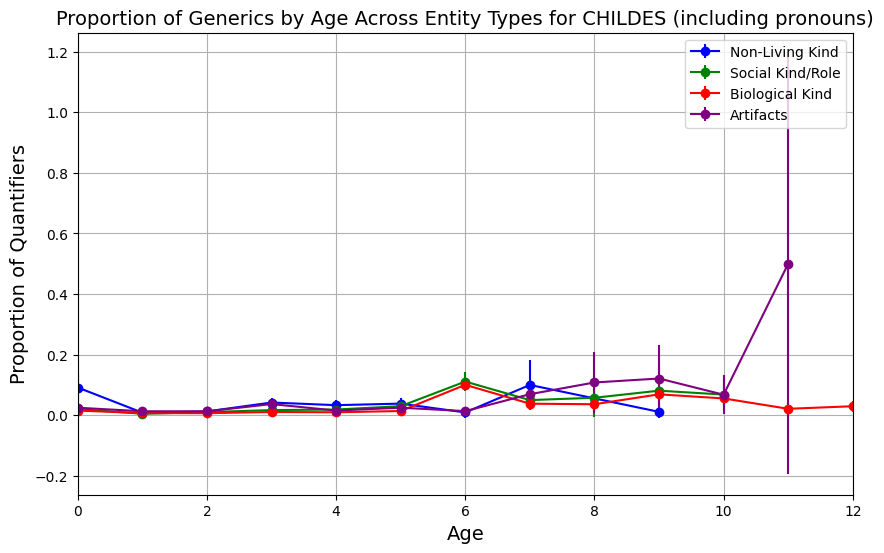 Proportion of Generics by Age Across Entity Types for CHILDES (including pronouns)
1.2
1.0
0.8
0.6
0.4
0.2
0.0
−0.2
Proportion of Quantifiers
Non-Living Kind
Social Kind/Role
Biological Kind
Artifacts
0 2 4 6 8 10 12
Age